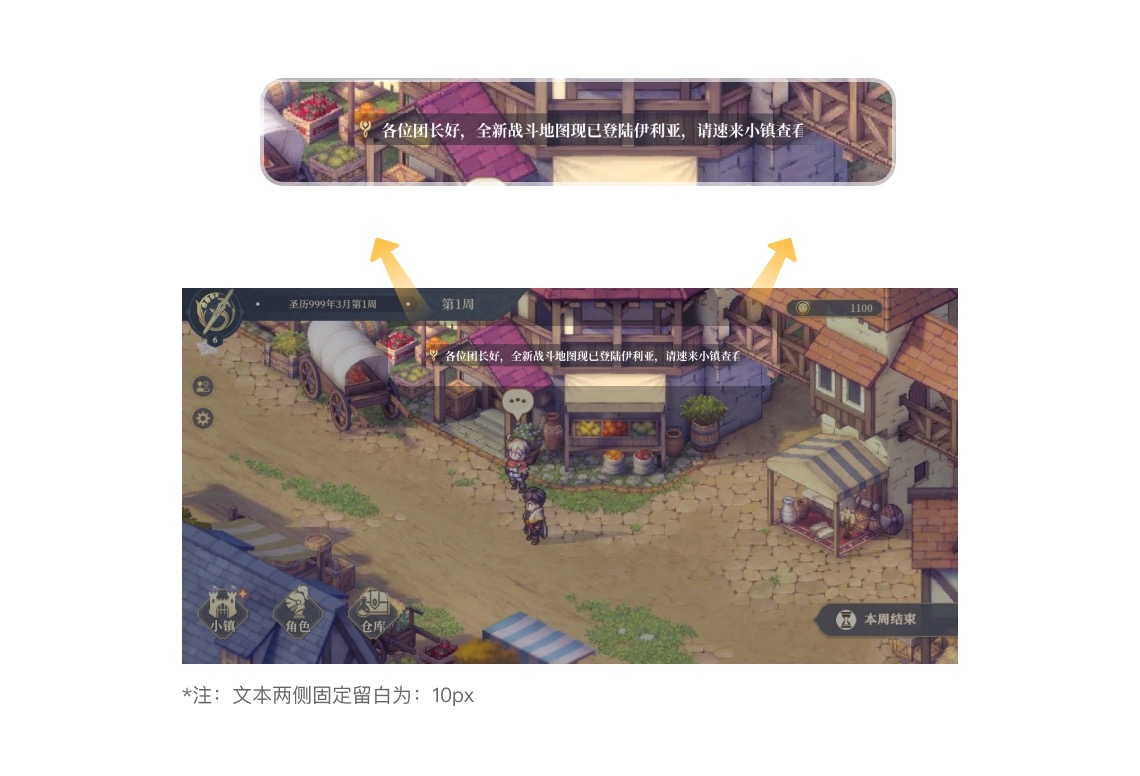 各位团长好，全新战斗地图现已登陆伊利亚，请速来小镇查看
圣历999年3月第1周
第1周
1100
6
各位团长好，全新战斗地图现已登陆伊利亚，请速来小镇查看
小镇
角色
仓库
本周结束
*注：文本两侧固定留白为：10px